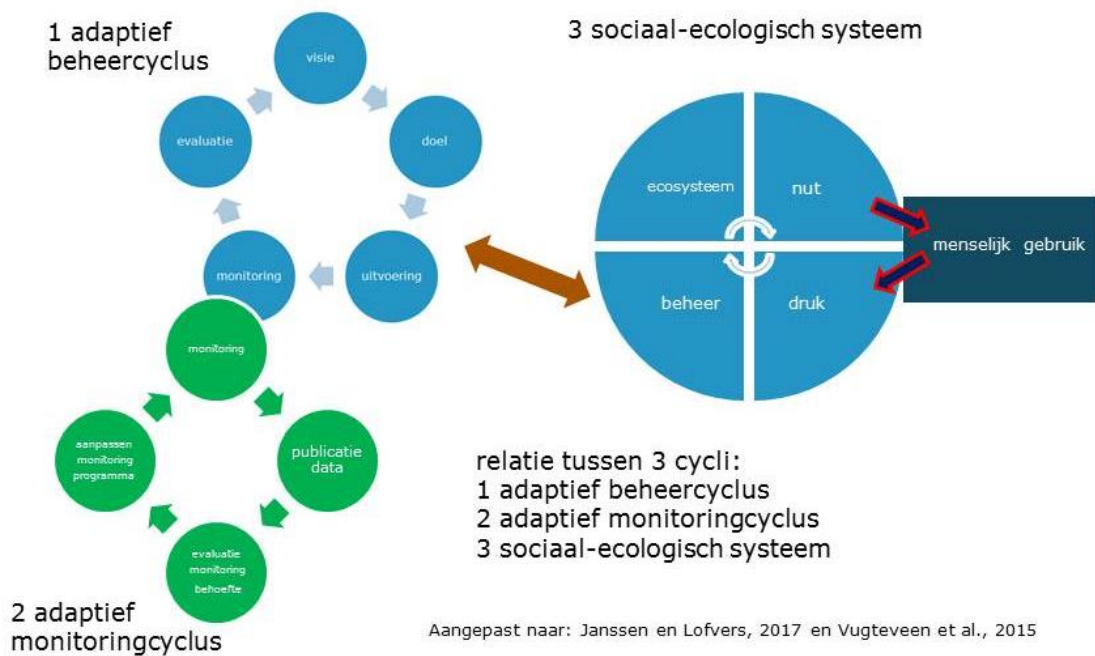 1 adaptief
beheercyclus
visie
doel
uitvoering
monitoring
evaluatie
monitoring
publicatie
data
evaluatie
monitoring
behoefte
aanpassen
monitoring
programma
2 adaptief
monitoringcyclus
3 sociaal-ecologisch systeem
ecosysteem
nut
beheer
druk
menselijk gebruik
relatie tussen 3 cycli:
1 adaptief beheercyclus
2 adaptief monitoringcyclus
3 sociaal-ecologisch systeem
Aangepast naar: Janssen en Lofvers, 2017 en Vugteveen et al., 2015